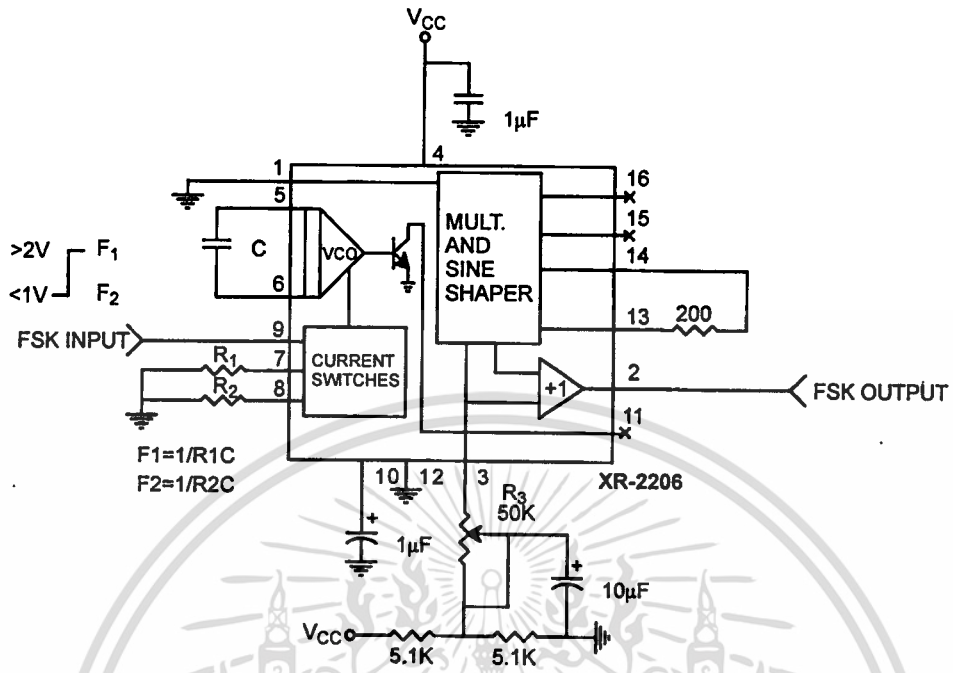 VCC
1μF
1
4
5
16
15
14
MULT.
AND
SINE
SHAPER
>2V
F1
C
VCO
<1V
F2
6
13
200
FSK INPUT
9
R1
7
R2
8
CURRENT
SWITCHES
+1
2
FSK OUTPUT
11
F1=1/R1C
F2=1/R2C
10
12
3
XR-2206
R3
50K
1μF
+
+
10μF
VCC
5.1K
5.1K